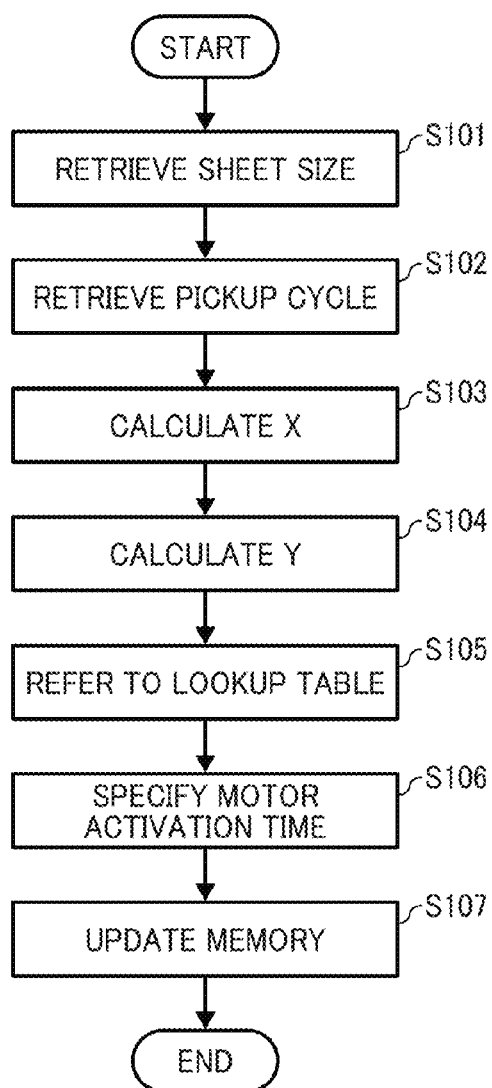 START
S101
RETRIEVE SHEET SIZE
S102
RETRIEVE PICKUP CYCLE
S103
CALCULATE X
S104
CALCULATE Y
S105
REFER TO LOOKUP TABLE
S106
SPECIFY MOTOR
ACTIVATION TIME
S107
UPDATE MEMORY
END